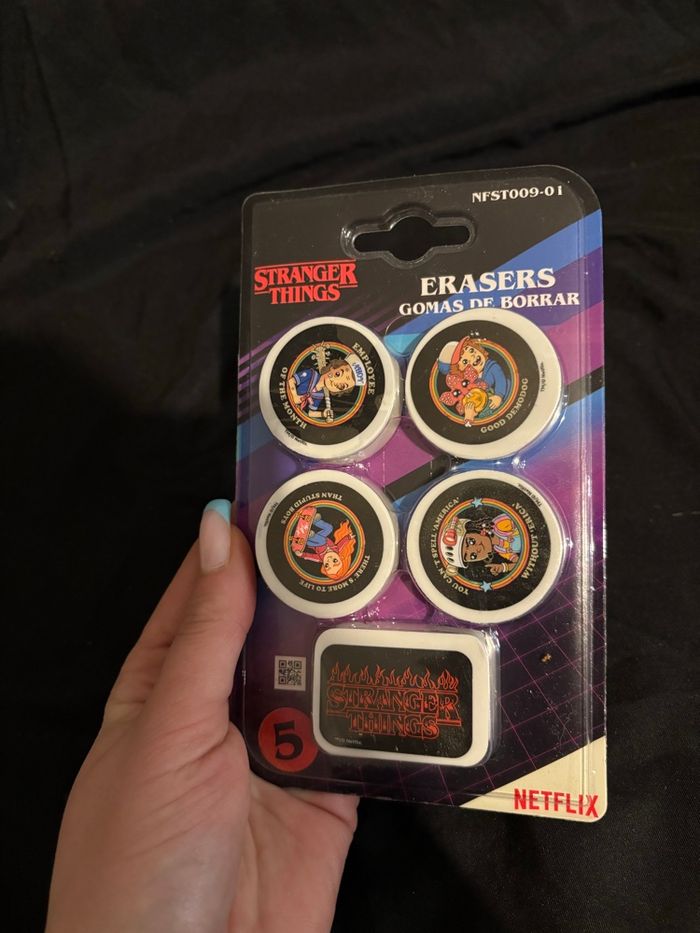 NFST009-01
STRANGER
THINGS
ERASERS
GOMAS DE BORRAR
EMPLOYEE
OF THE MONTH
AHOY
GOOD DEMODOG
THERE'S MORE TO LIFE
THAN STUPID BOYS
YOU CAN'T SPELL 'AMERICA'
WITHOUT 'ERICA'
STRANGER
THINGS
5
NETFLIX